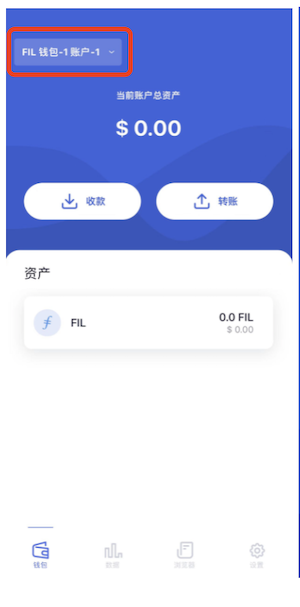 FIL 钱包-1 账户-1
当前账户总资产
$ 0.00
收款
转账
资产
FIL
0.0 FIL
$ 0.00
钱包
数据
浏览器
设置